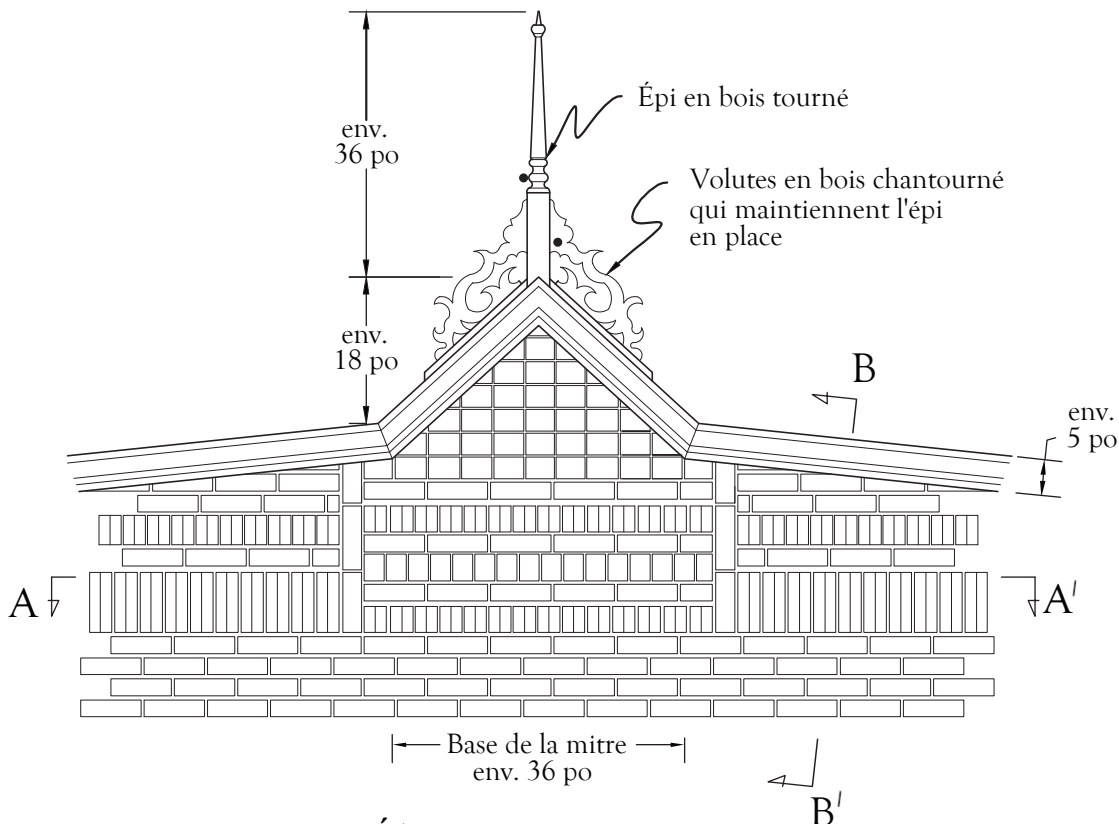 Épi en bois tourné
env.
36 po
Volutes en bois chantourné
qui maintiennent l'épi
en place
env.
18 po
B
env.
5 po
A
A'
Base de la mitre
env. 36 po
B'